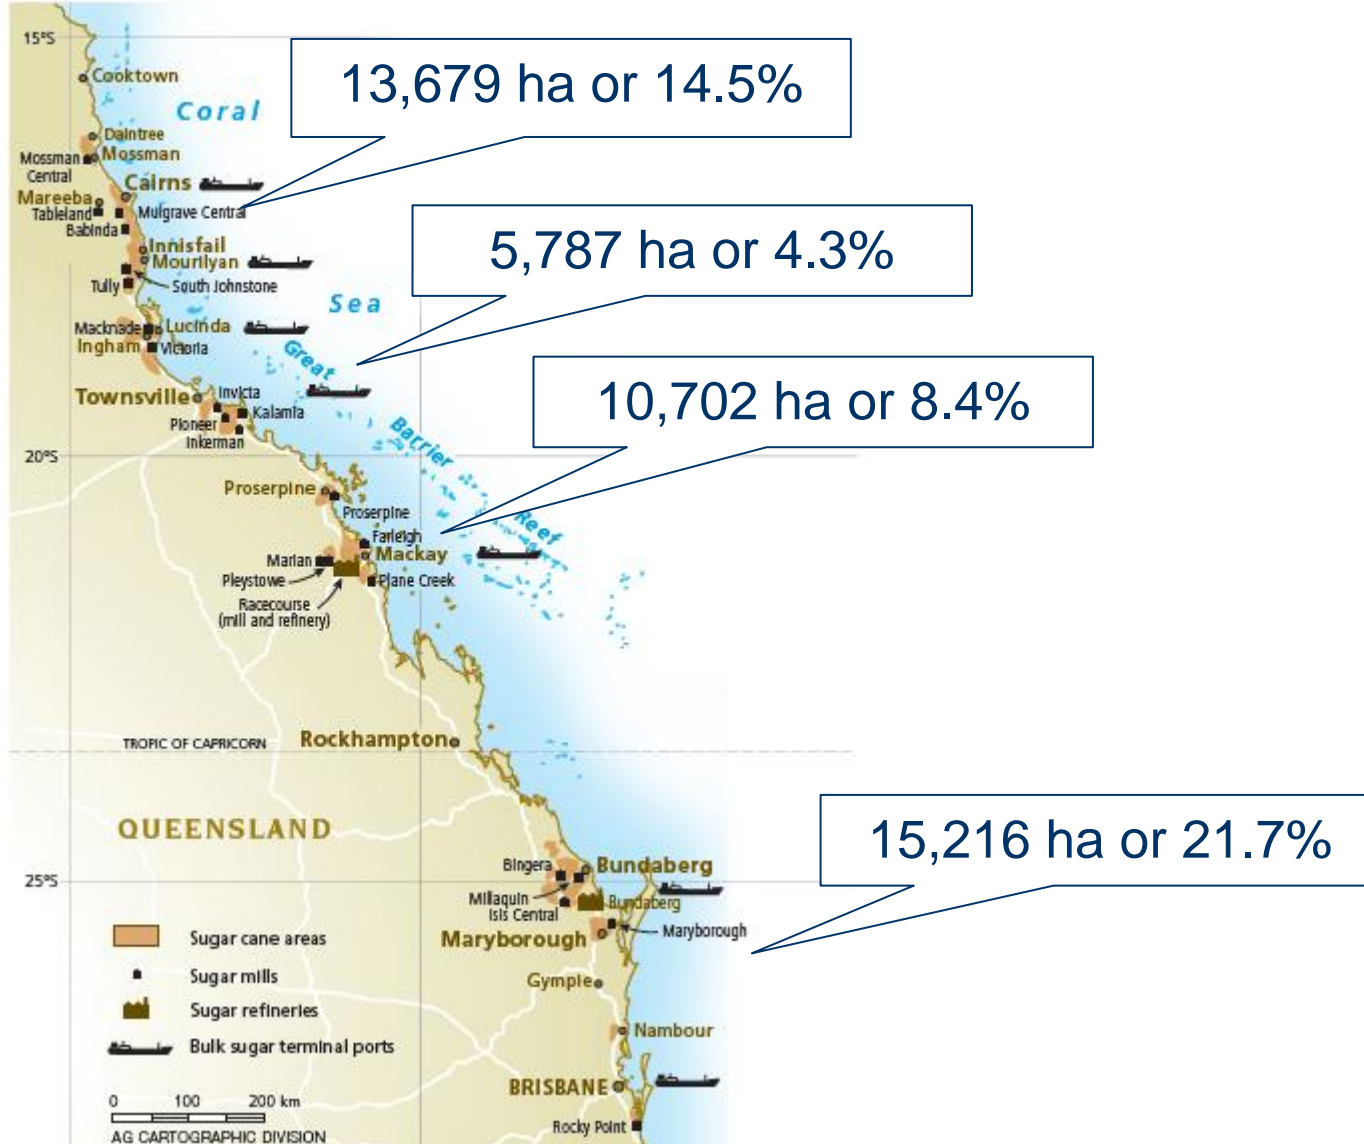 15°S
13,679 ha or 14.5%
Cooktown
Coral
Daintree
Mossman
Mossman
Central
Cairns
Mareeba
Tableland
Mulgrave Central
Babinda
5,787 ha or 4.3%
Innisfail
Mourilyan
Tully
South Johnstone
Sea
Macknade
Lucinda
Ingham
Victoria
Great
10,702 ha or 8.4%
Townsville
Invicta
Kalamia
Pioneer
Inkerman
Barrier
20°S
Proserpine
Proserpine
Reef
Farleigh
Marian
Mackay
Pleystowe
Plane Creek
Racecourse
(mill and refinery)
TROPIC OF CAPRICORN
Rockhampton
QUEENSLAND
15,216 ha or 21.7%
Bingera
Bundaberg
25°S
Millaquin
Isis Central
Bundaberg
Maryborough
Maryborough
Sugar cane areas
Sugar mills
Gympie
Sugar refineries
Nambour
Bulk sugar terminal ports
BRISBANE
0 100 200 km
Rocky Point
AG CARTOGRAPHIC DIVISION